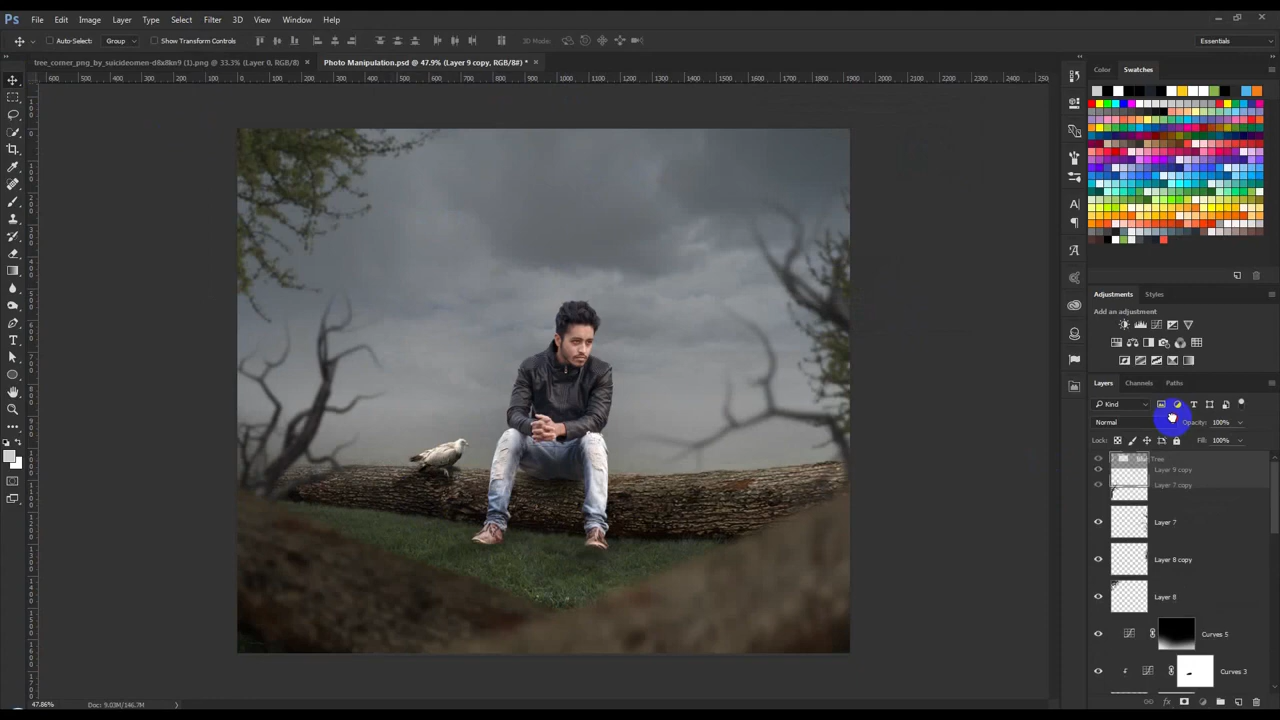 Ps File Edit Image Layer Type Select Filter 3D View Window Help
Auto-Select: Group Show Transform Controls 3D Mode: Essentials
tree_corner_png_by_suicideomen-d8x8kn9 (1).png @ 33.3% (Layer 0, RGB/8) × Photo Manipulation.psd @ 47.9% (Layer 9 copy, RGB/8#) * ×
Color Swatches
Adjustments Styles
Add an adjustment
Layers Channels Paths
Kind
Normal Opacity: 100%
Lock: Fill: 100%
Tree
Layer 9 copy
Layer 7 copy
Layer 7
Layer 8 copy
Layer 8
Curves 5
Curves 3
fx
47.86% Doc: 9.03M/146.7M